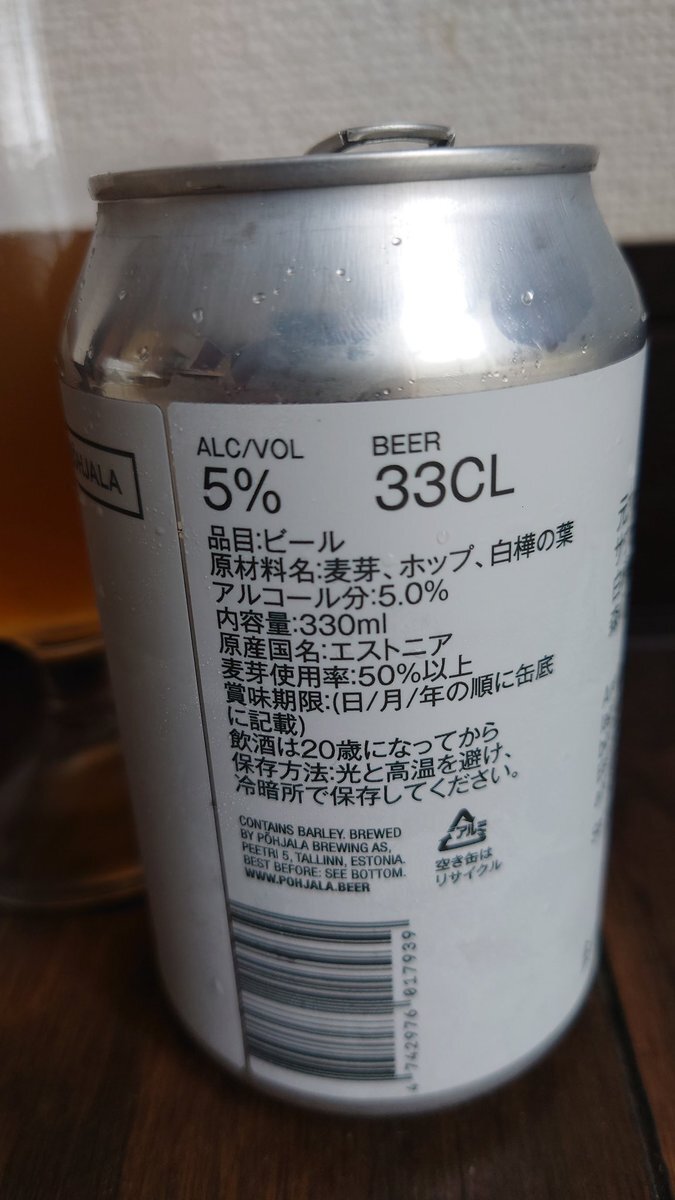 PÕHJALA
ALC/VOL
5%
BEER
33CL
品目:ビール
原材料名:麦芽、ホップ、白樺の葉
アルコール分:5.0%
内容量:330ml
原産国名:エストニア
麦芽使用率:50%以上
賞味期限:(日/月/年の順に缶底
に記載)
飲酒は20歳になってから
保存方法:光と高温を避け、
冷暗所で保存してください。
CONTAINS BARLEY. BREWED
BY PÕHJALA BREWING AS,
PEETRI 5, TALLINN, ESTONIA.
BEST BEFORE: SEE BOTTOM.
WWW.POHJALA.BEER
アルミ
空き缶は
リサイクル
4 742976 017939